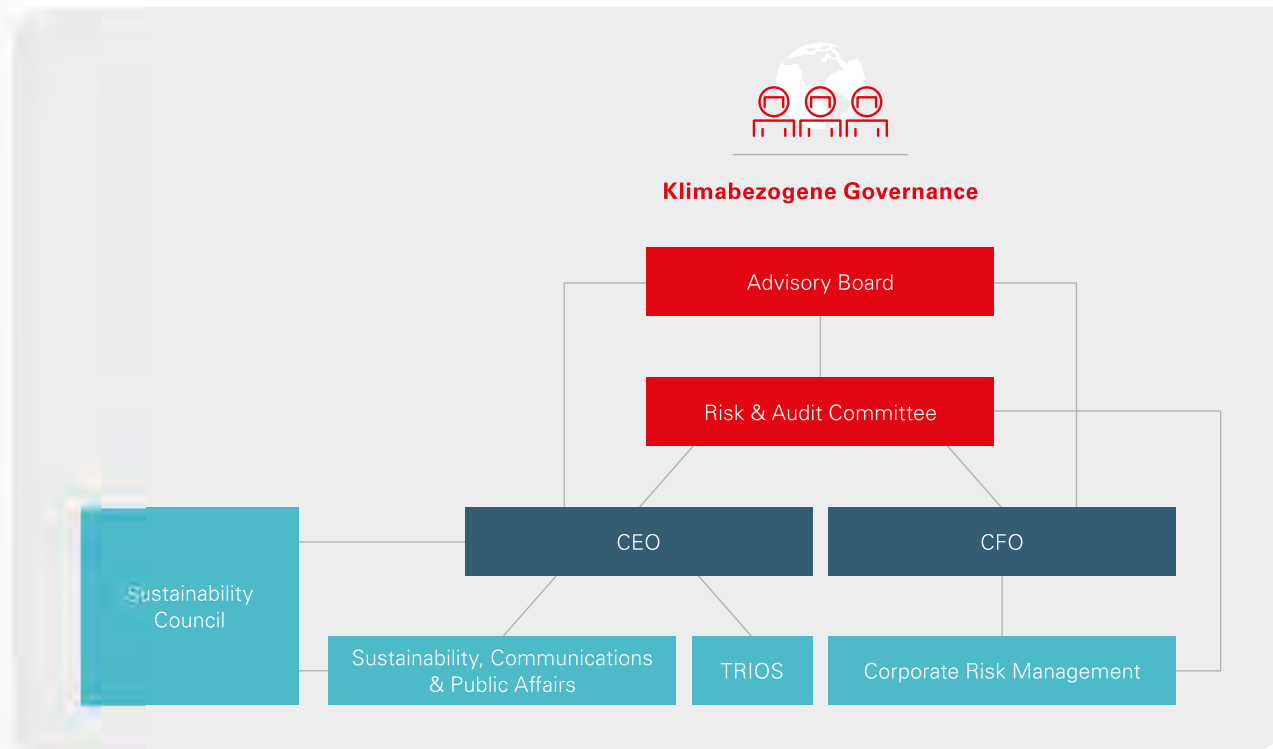 Klimabezogene Governance
Advisory Board
Risk & Audit Committee
CEO
CFO
Sustainability
Council
Sustainability, Communications
& Public Affairs
TRIOS
Corporate Risk Management